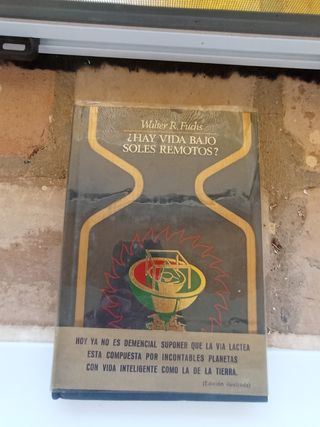 Walter R. Fuchs
¿HAY VIDA BAJO
SOLES REMOTOS?
HOY YA NO ES DEMENCIAL SUPONER QUE LA VIA LACTEA
ESTA COMPUESTA POR INCONTABLES PLANETAS
CON VIDA INTELIGENTE COMO LA DE LA TIERRA.
(Edición ilustrada)